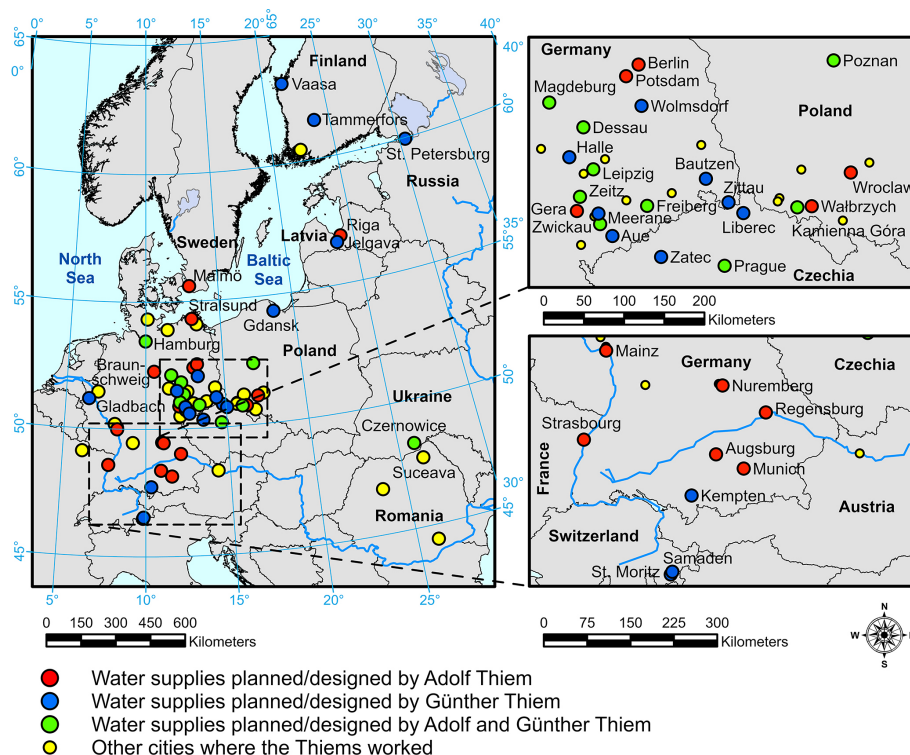 0° 5° 10° 15° 20° 65° 25° 30° 35° 40°
65°
0°
40°
Finland
Vaasa
Tammerfors
60°
St. Petersburg
60°
Russia
Riga
Latvia
Jelgava
55°
35°
Sweden
North
Sea
Baltic
Sea
Malmö
Stralsund
55°
Gdansk
Hamburg
Poland
Braun-
schweig
50°
Gladbach
Ukraine
50°
Czernowice
Suceava
30°
45°
Romania
45°
5° 10° 15° 20° 25°
0 150 300 450 600
Kilometers
Germany
Berlin
Poznan
Potsdam
Magdeburg
Wolmsdorf
Poland
Dessau
Halle
Bautzen
Leipzig
Zittau
Wroclaw
Zeitz
Gera
Freiberg
Wałbrzych
Meerane
Zwickau
Liberec
Kamienna Góra
Aue
Zatec
Prague
Czechia
0 50 100 150 200
Kilometers
Mainz
Germany
Czechia
Nuremberg
Regensburg
Strasbourg
France
Augsburg
Munich
Kempten
Austria
Switzerland
Samaden
St. Moritz
0 75 150 225 300
Kilometers
N
W
S
Water supplies planned/designed by Adolf Thiem
Water supplies planned/designed by Günther Thiem
Water supplies planned/designed by Adolf and Günther Thiem
Other cities where the Thiems worked